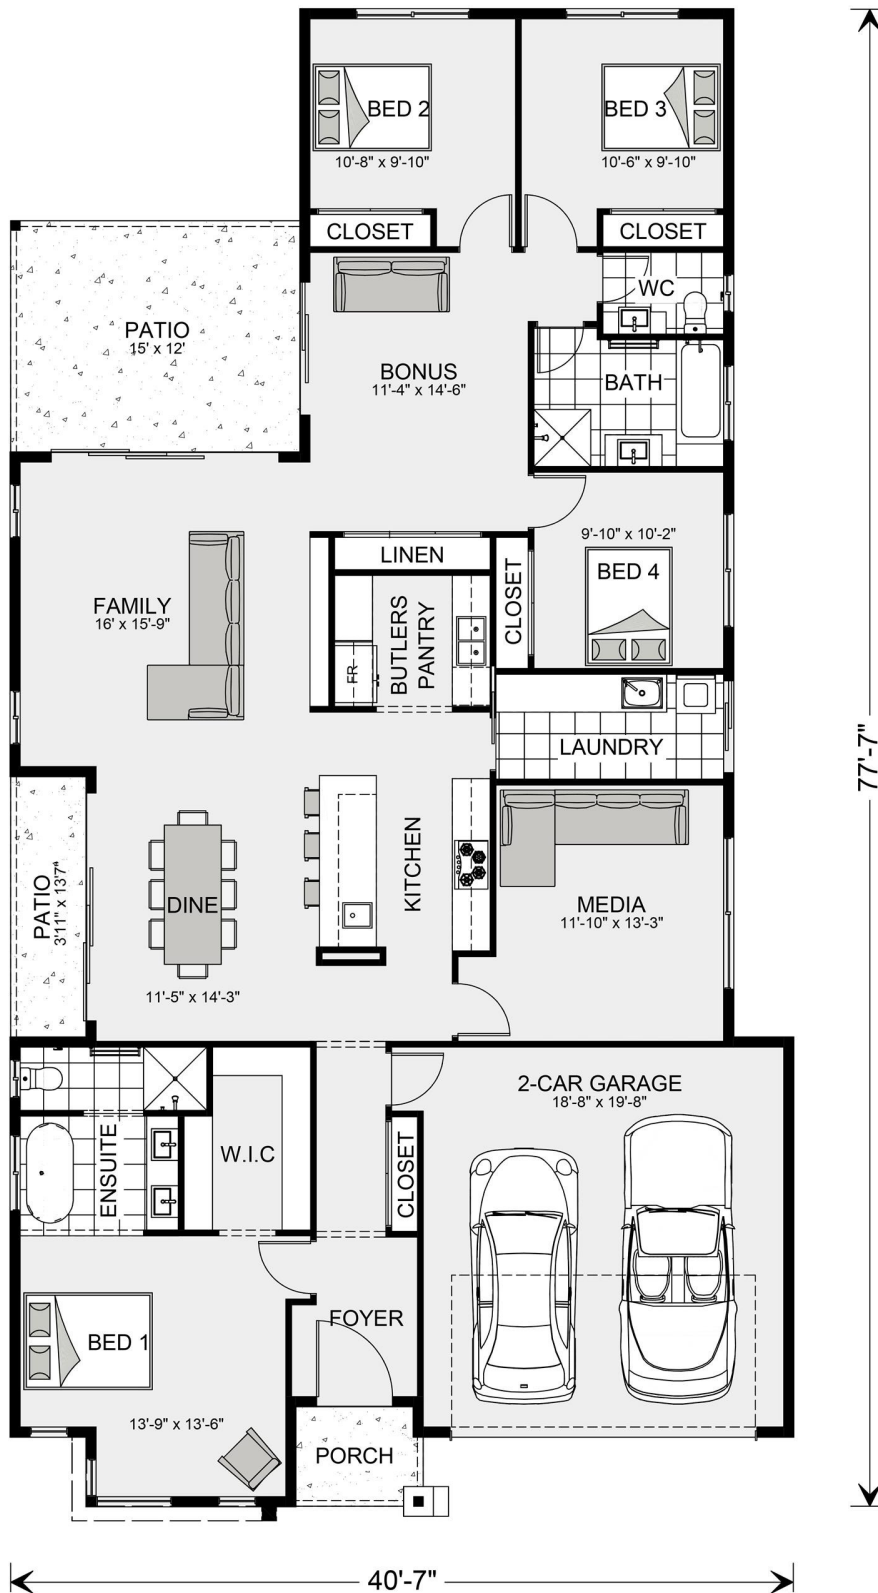 BED 2
10'-8" x 9'-10"
BED 3
10'-6" x 9'-10"
CLOSET
CLOSET
WC
PATIO
15' x 12'
BONUS
11'-4" x 14'-6"
BATH
LINEN
9'-10" x 10'-2"
BED 4
CLOSET
FAMILY
16' x 15'-9"
BUTLERS
PANTRY
FR
LAUNDRY
77'-7"
PATIO
3'11" x 13'7"
DINE
11'-5" x 14'-3"
KITCHEN
MEDIA
11'-10" x 13'-3"
2-CAR GARAGE
18'-8" x 19'-8"
ENSUITE
W.I.C
CLOSET
FOYER
BED 1
13'-9" x 13'-6"
PORCH
40'-7"